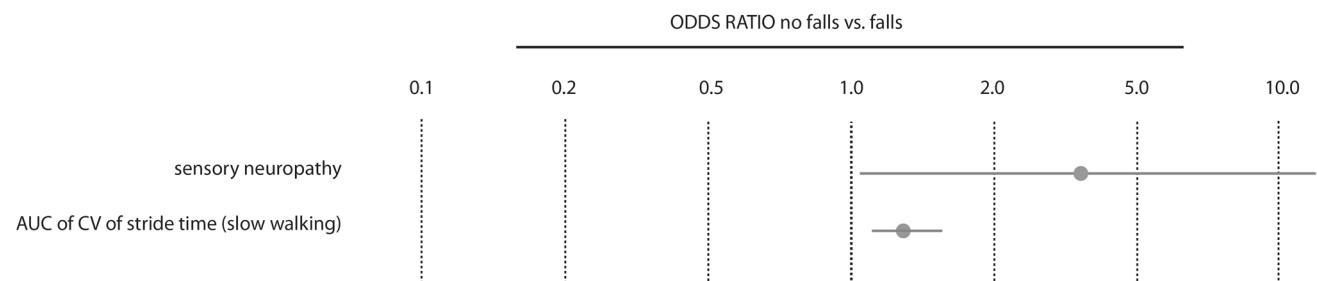 ODDS RATIO no falls vs. falls
0.1 0.2 0.5 1.0 2.0 5.0 10.0
sensory neuropathy
AUC of CV of stride time (slow walking)